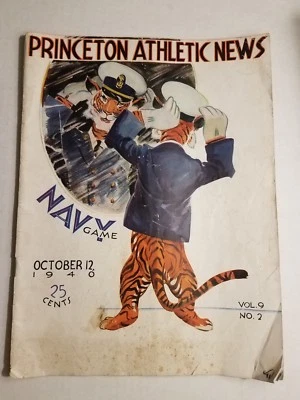 PRINCETON ATHLETIC NEWS
NAVY
GAME
OCTOBER 12,
1940
25
CENTS
VOL. 9
NO. 2